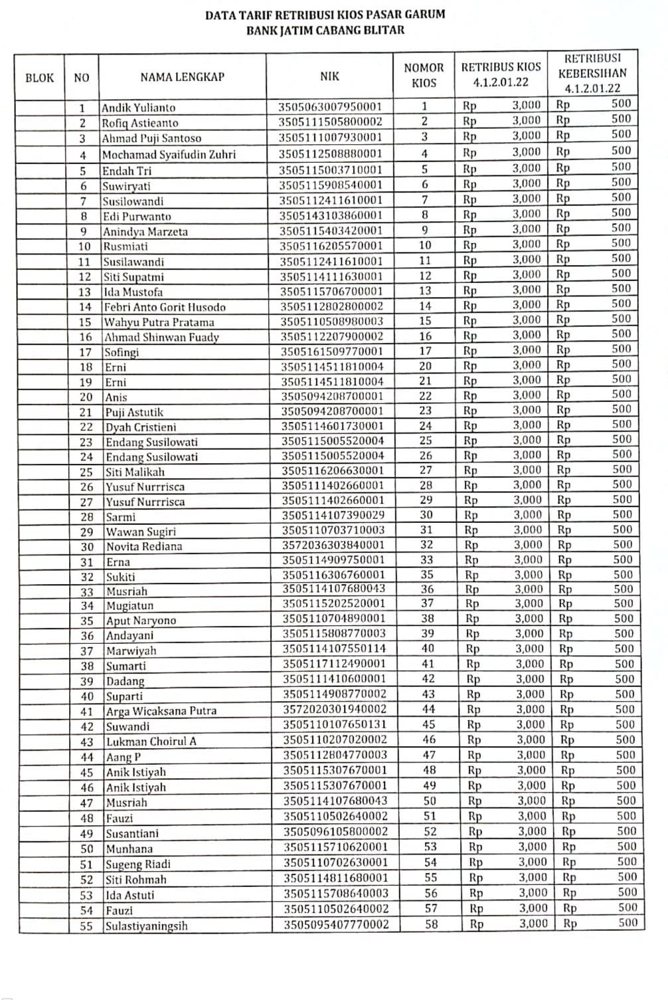 DATA TARIF RETRIBUSI KIOS PASAR GARUM
BANK JATIM CABANG BLITAR
BLOK NO NAMA LENGKAP NIK NOMOR KIOS RETRIBUS KIOS 4.1.2.01.22 RETRIBUSI KEBERSIHAN 4.1.2.01.22
1 Andik Yulianto 3505063007950001 1 Rp 3,000 Rp 500
2 Rofiq Astieanto 3505111505800002 2 Rp 3,000 Rp 500
3 Ahmad Puji Santoso 3505111007930001 3 Rp 3,000 Rp 500
4 Mochamad Syaifudin Zuhri 3505112508880001 4 Rp 3,000 Rp 500
5 Endah Tri 3505115003710001 5 Rp 3,000 Rp 500
6 Suwiryati 3505115908540001 6 Rp 3,000 Rp 500
7 Susilowandi 3505112411610001 7 Rp 3,000 Rp 500
8 Edi Purwanto 3505143103860001 8 Rp 3,000 Rp 500
9 Anindya Marzeta 3505115403420001 9 Rp 3,000 Rp 500
10 Rusmiati 3505116205570001 10 Rp 3,000 Rp 500
11 Susilawandi 3505112411610001 11 Rp 3,000 Rp 500
12 Siti Supatmi 3505114111630001 12 Rp 3,000 Rp 500
13 Ida Mustofa 3505115706700001 13 Rp 3,000 Rp 500
14 Febri Anto Gorit Husodo 3505112802800002 14 Rp 3,000 Rp 500
15 Wahyu Putra Pratama 3505110508980003 15 Rp 3,000 Rp 500
16 Ahmad Shinwan Fuady 3505112207900002 16 Rp 3,000 Rp 500
17 Sofingi 3505161509770001 17 Rp 3,000 Rp 500
18 Erni 3505114511810004 20 Rp 3,000 Rp 500
19 Erni 3505114511810004 21 Rp 3,000 Rp 500
20 Anis 3505094208700001 22 Rp 3,000 Rp 500
21 Puji Astutik 3505094208700001 23 Rp 3,000 Rp 500
22 Dyah Cristieni 3505114601730001 24 Rp 3,000 Rp 500
23 Endang Susilowati 3505115005520004 25 Rp 3,000 Rp 500
24 Endang Susilowati 3505115005520004 26 Rp 3,000 Rp 500
25 Siti Malikah 3505116206630001 27 Rp 3,000 Rp 500
26 Yusuf Nurrrisca 3505111402660001 28 Rp 3,000 Rp 500
27 Yusuf Nurrrisca 3505111402660001 29 Rp 3,000 Rp 500
28 Sarmi 3505114107390029 30 Rp 3,000 Rp 500
29 Wawan Sugiri 3505110703710003 31 Rp 3,000 Rp 500
30 Novita Rediana 3572036303840001 32 Rp 3,000 Rp 500
31 Erna 3505114909750001 33 Rp 3,000 Rp 500
32 Sukiti 3505116306760001 35 Rp 3,000 Rp 500
33 Musriah 3505114107680043 36 Rp 3,000 Rp 500
34 Mugiatun 3505115202520001 37 Rp 3,000 Rp 500
35 Aput Naryono 3505110704890001 38 Rp 3,000 Rp 500
36 Andayani 3505115808770003 39 Rp 3,000 Rp 500
37 Marwiyah 3505114107550114 40 Rp 3,000 Rp 500
38 Sumarti 3505117112490001 41 Rp 3,000 Rp 500
39 Dadang 3505111410600001 42 Rp 3,000 Rp 500
40 Suparti 3505114908770002 43 Rp 3,000 Rp 500
41 Arga Wicaksana Putra 3572020301940002 44 Rp 3,000 Rp 500
42 Suwandi 3505110107650131 45 Rp 3,000 Rp 500
43 Lukman Choirul A 3505110207020002 46 Rp 3,000 Rp 500
44 Aang P 3505112804770003 47 Rp 3,000 Rp 500
45 Anik Istiyah 3505115307670001 48 Rp 3,000 Rp 500
46 Anik Istiyah 3505115307670001 49 Rp 3,000 Rp 500
47 Musriah 3505114107680043 50 Rp 3,000 Rp 500
48 Fauzi 3505110502640002 51 Rp 3,000 Rp 500
49 Susantiani 3505096105800002 52 Rp 3,000 Rp 500
50 Munhana 3505115710620001 53 Rp 3,000 Rp 500
51 Sugeng Riadi 3505110702630001 54 Rp 3,000 Rp 500
52 Siti Rohmah 3505114811680001 55 Rp 3,000 Rp 500
53 Ida Astuti 3505115708640003 56 Rp 3,000 Rp 500
54 Fauzi 3505110502640002 57 Rp 3,000 Rp 500
55 Sulastiyaningsih 3505095407770002 58 Rp 3,000 Rp 500